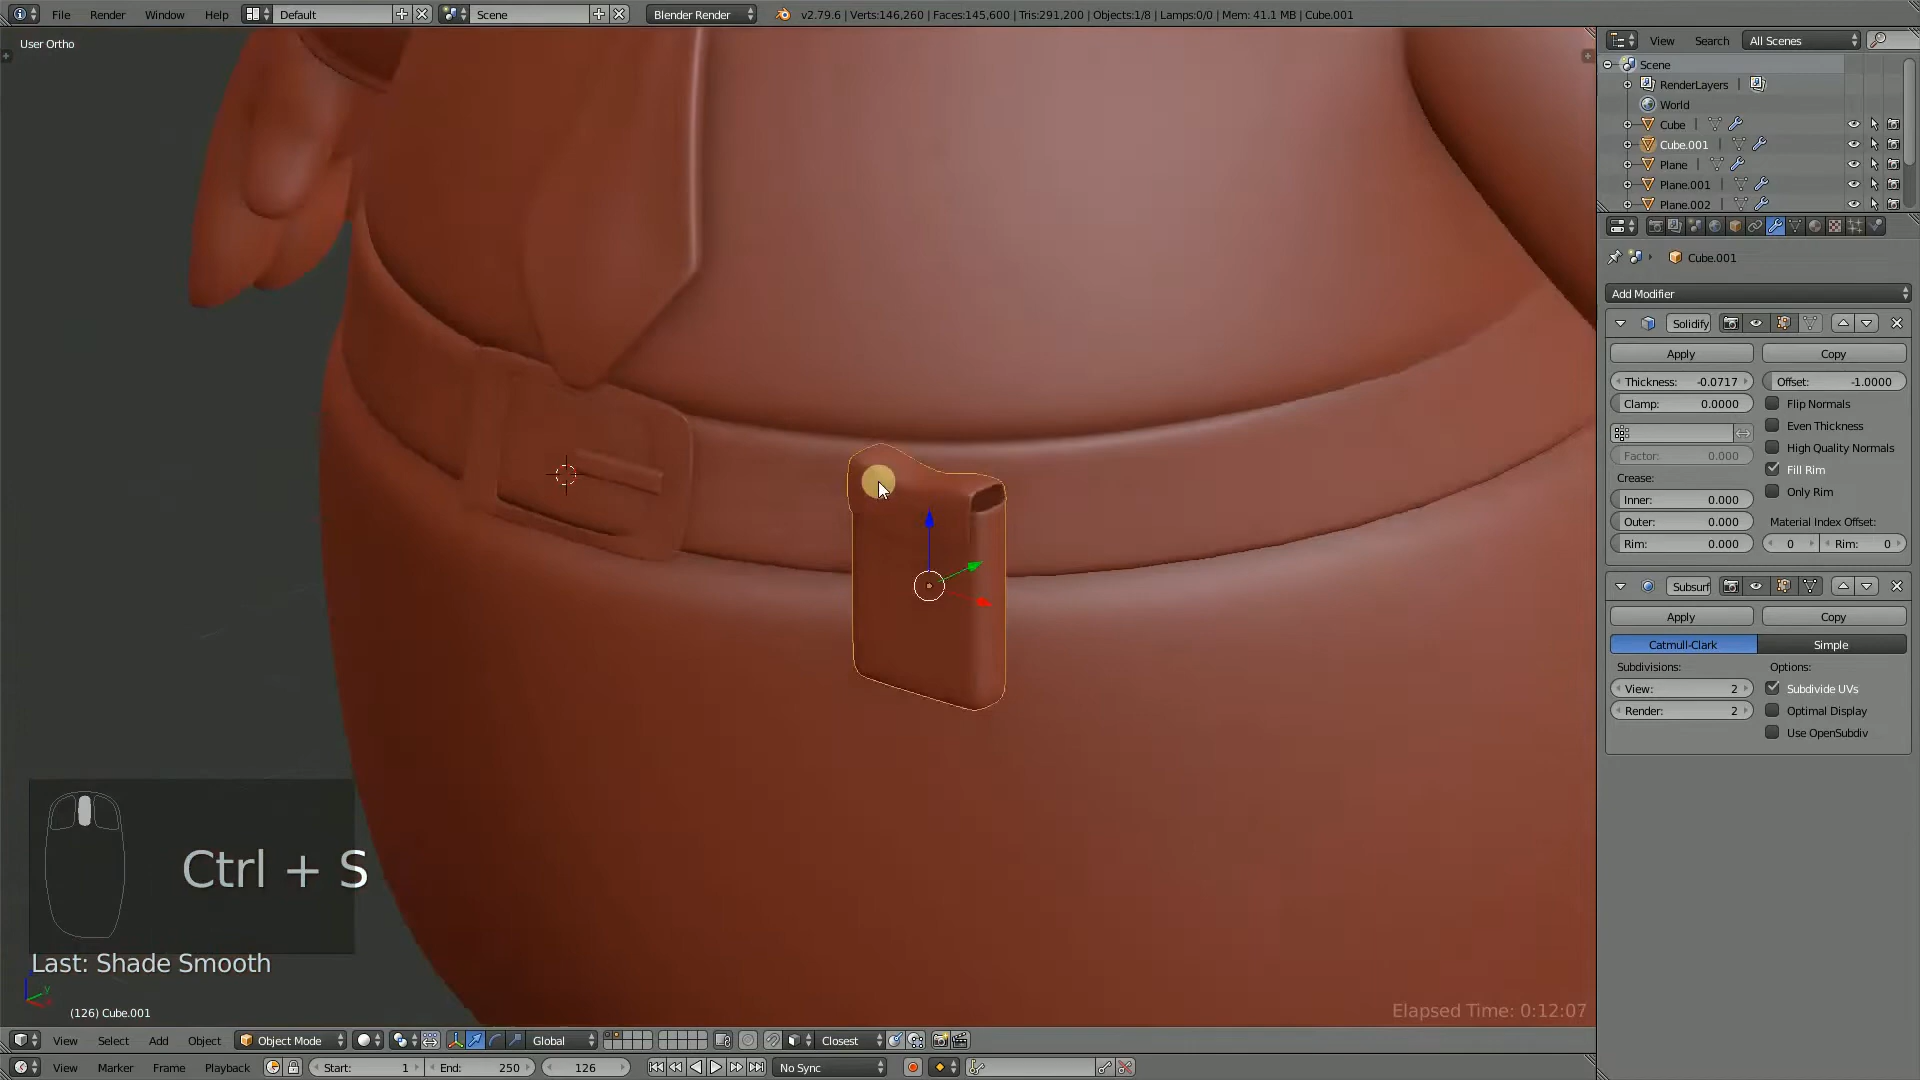 File Render Window Help Default Scene Blender Render v2.79.6 | Verts:146,260 | Faces:145,600 | Tris:291,200 | Objects:1/8 | Lamps:0/0 | Mem: 41.1 MB | Cube.001
User Ortho
View Search All Scenes
Scene
RenderLayers
World
Cube
Cube.001
Plane
Plane.001
Plane.002
Cube.001
Add Modifier
Solidify
Apply Copy
Thickness: -0.0717 Offset: -1.0000
Clamp: 0.0000 Flip Normals
Even Thickness
High Quality Normals
Factor: 0.000 Fill Rim
Crease: Only Rim
Inner: 0.000
Outer: 0.000 Material Index Offset:
Rim: 0.000 0 Rim: 0
Subsurf
Apply Copy
Catmull-Clark Simple
Subdivisions: Options:
View: 2 Subdivide UVs
Render: 2 Optimal Display
Use OpenSubdiv
Ctrl + S
Last: Shade Smooth
(126) Cube.001
Elapsed Time: 0:12:07
View Select Add Object Object Mode Global Closest
View Marker Frame Playback Start: 1 End: 250 126 No Sync